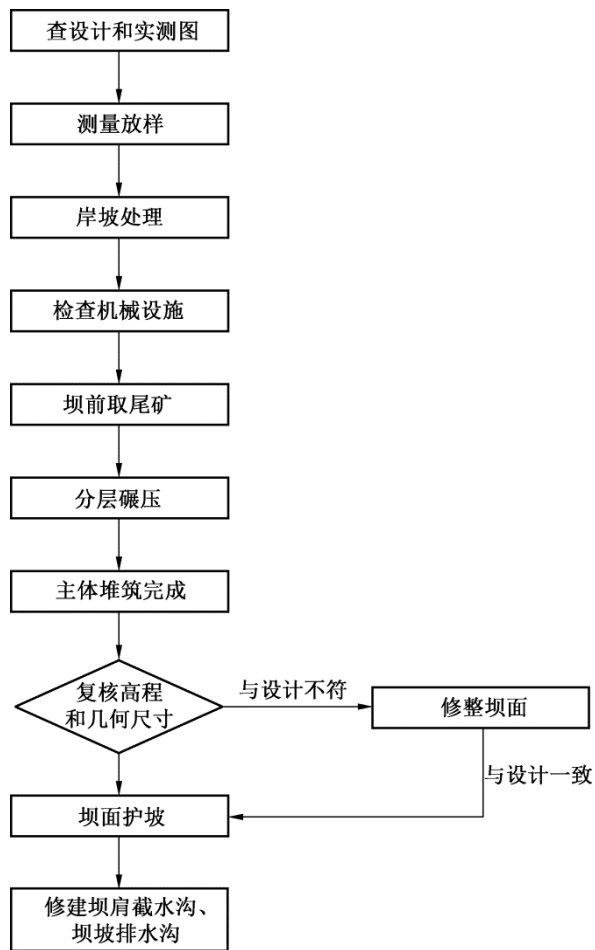 查设计和实测图
测量放样
岸坡处理
检查机械设施
坝前取尾矿
分层碾压
主体堆筑完成
复核高程
和几何尺寸
与设计不符
修整坝面
与设计一致
坝面护坡
修建坝肩截水沟、
坝坡排水沟